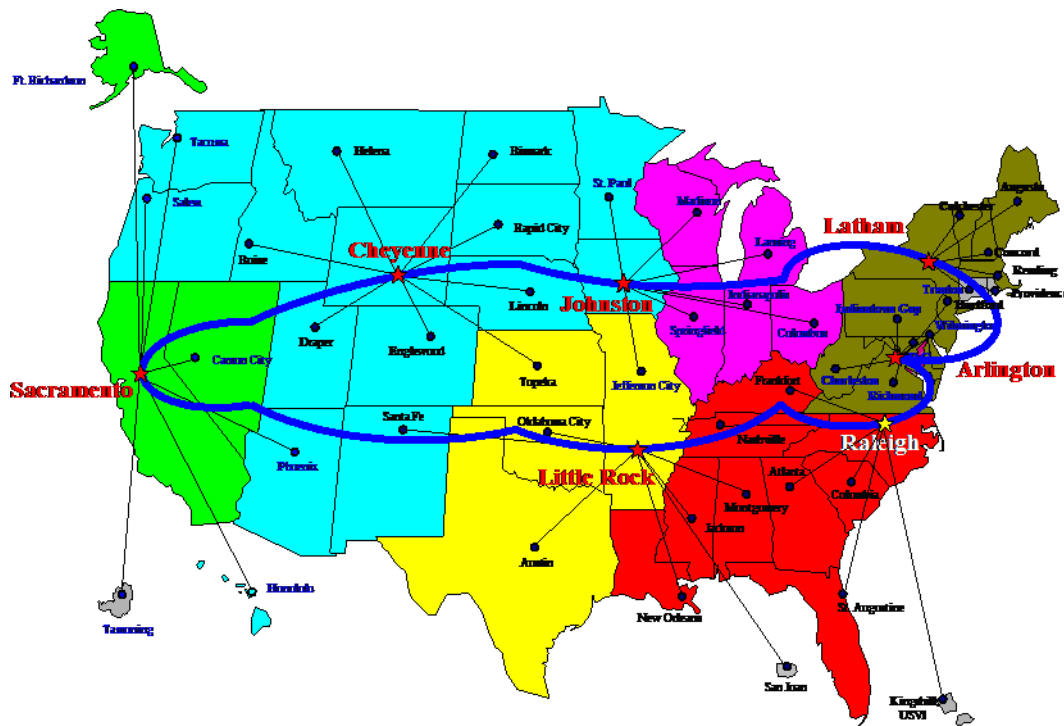 Ft. Richardson
Tacoma
Helena
Bismark
St. Paul
Madison
Augusta
Colchester
Salem
Boise
Rapid City
Latham
Lansing
Concord
Cheyenne
Reading
Trenton
Providence
Hartford
Lincoln
Johnston
Indianapolis
Indiantown Gap
Springfield
Columbus
Wilmington
Draper
Englewood
Carson City
Topeka
Jefferson City
Frankfort
Charleston
Arlington
Richmond
Sacramento
Santa Fe
Oklahoma City
Nashville
Raleigh
Phoenix
Little Rock
Atlanta
Columbia
Montgomery
Jackson
Austin
Honolulu
Tamuning
New Orleans
St. Augustine
San Juan
Kingshill,
USVI